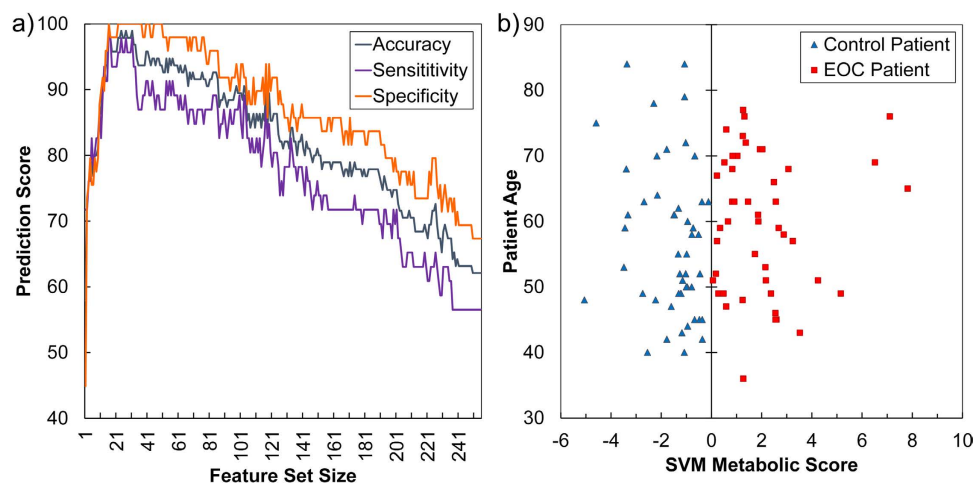 a)
Prediction Score
100
90
80
70
60
50
40
1 21 41 61 81 101 121 141 161 181 201 221 241
Feature Set Size
Accuracy
Sensititivity
Specificity
b)
Patient Age
90
80
70
60
50
40
30
-6 -4 -2 0 2 4 6 8 10
SVM Metabolic Score
Control Patient
EOC Patient